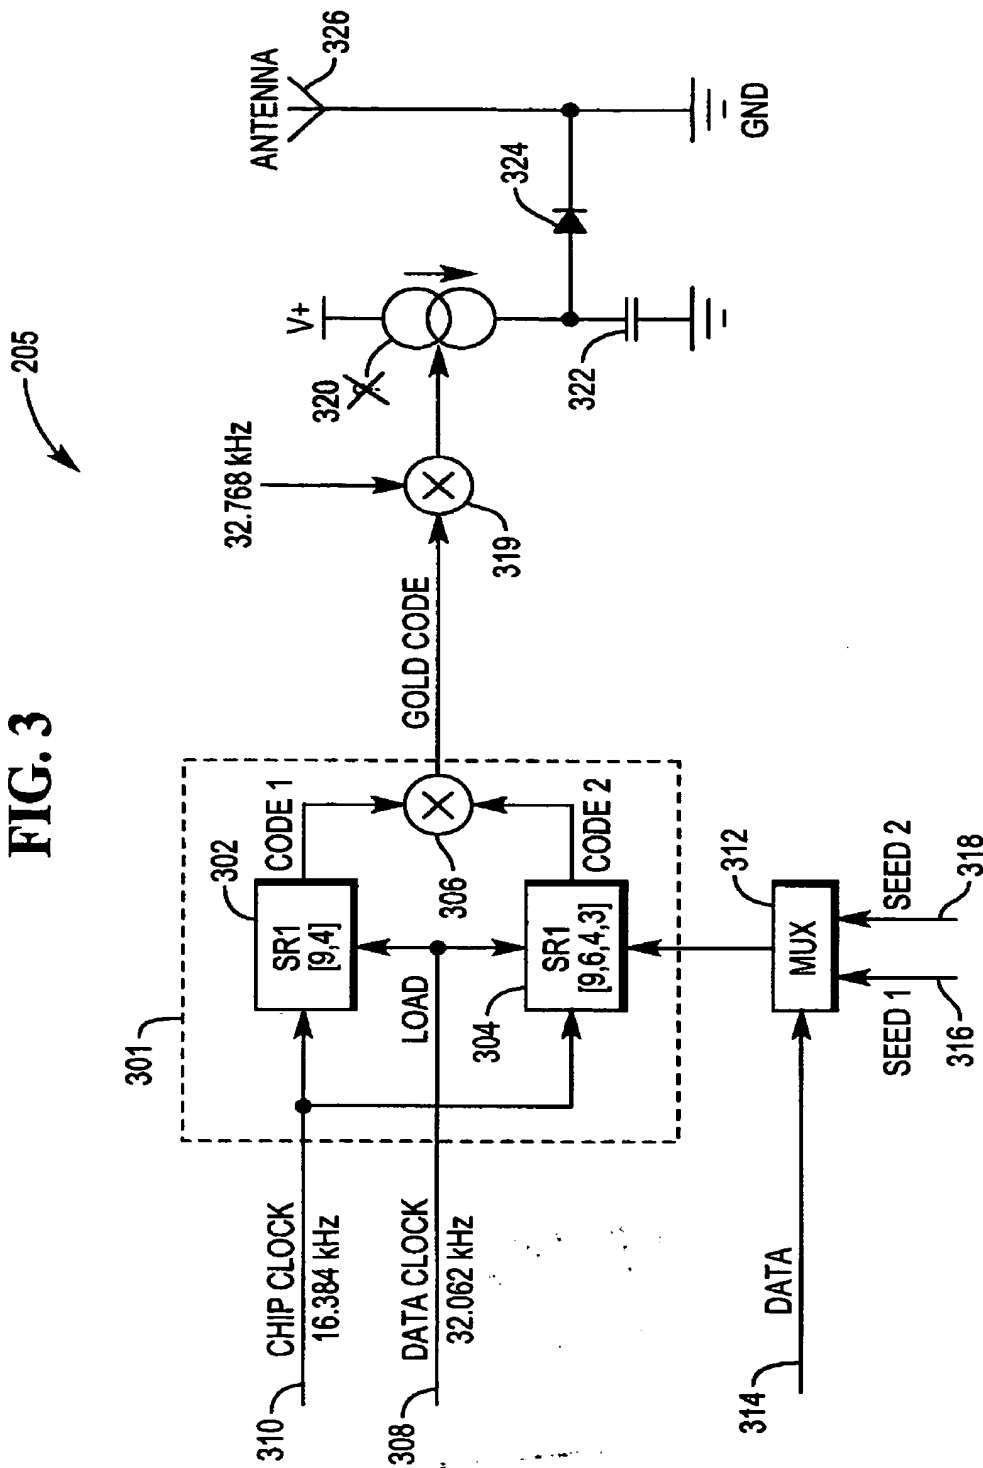 FIG. 3
205
301
310
CHIP CLOCK
16.384 kHz
308
DATA CLOCK
32.062 kHz
LOAD
302
SR1
[9,4]
CODE 1
304
SR1
[9,6,4,3]
CODE 2
306
GOLD CODE
32.768 kHz
319
320
V+
322
324
ANTENNA
326
GND
314
DATA
312
MUX
SEED 1
316
SEED 2
318